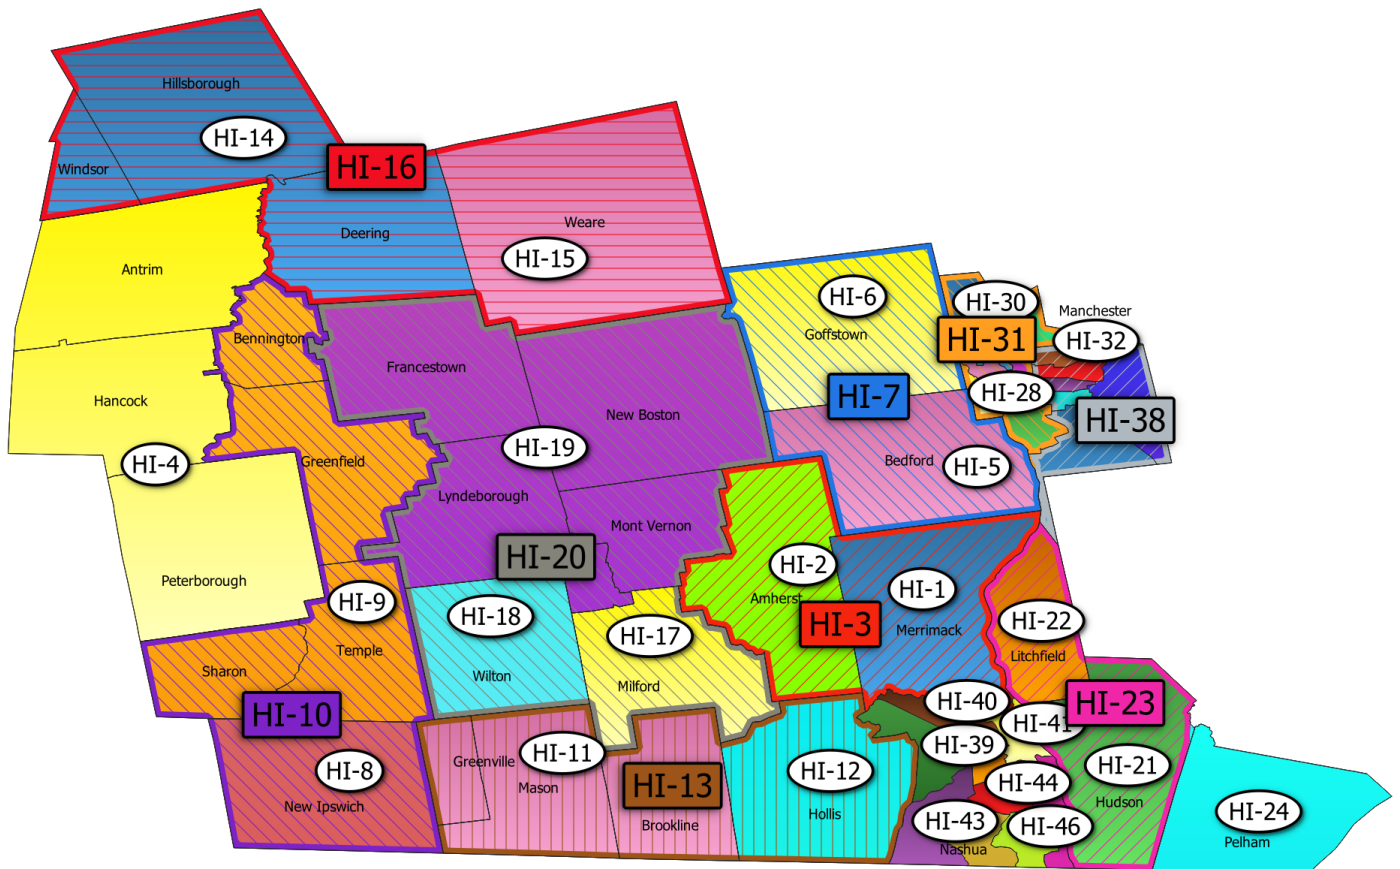 Hillsborough
HI-14
Windsor
HI-16
Weare
Deering
HI-15
Antrim
HI-6
HI-30
Manchester
Goffstown
HI-31
HI-32
Bennington
Francestown
HI-28
Hancock
HI-7
New Boston
HI-38
HI-19
Bedford
HI-5
HI-4
Greenfield
Lyndeborough
Mont Vernon
HI-20
HI-2
Peterborough
HI-1
HI-9
Amherst
HI-18
HI-17
HI-3
Merrimack
HI-22
Temple
Litchfield
Sharon
Wilton
Milford
HI-40
HI-23
HI-10
HI-41
HI-39
HI-11
Greenville
HI-8
HI-13
HI-12
HI-21
HI-44
Mason
New Ipswich
Hudson
Hollis
HI-24
HI-43
HI-46
Brookline
Nashua
Pelham